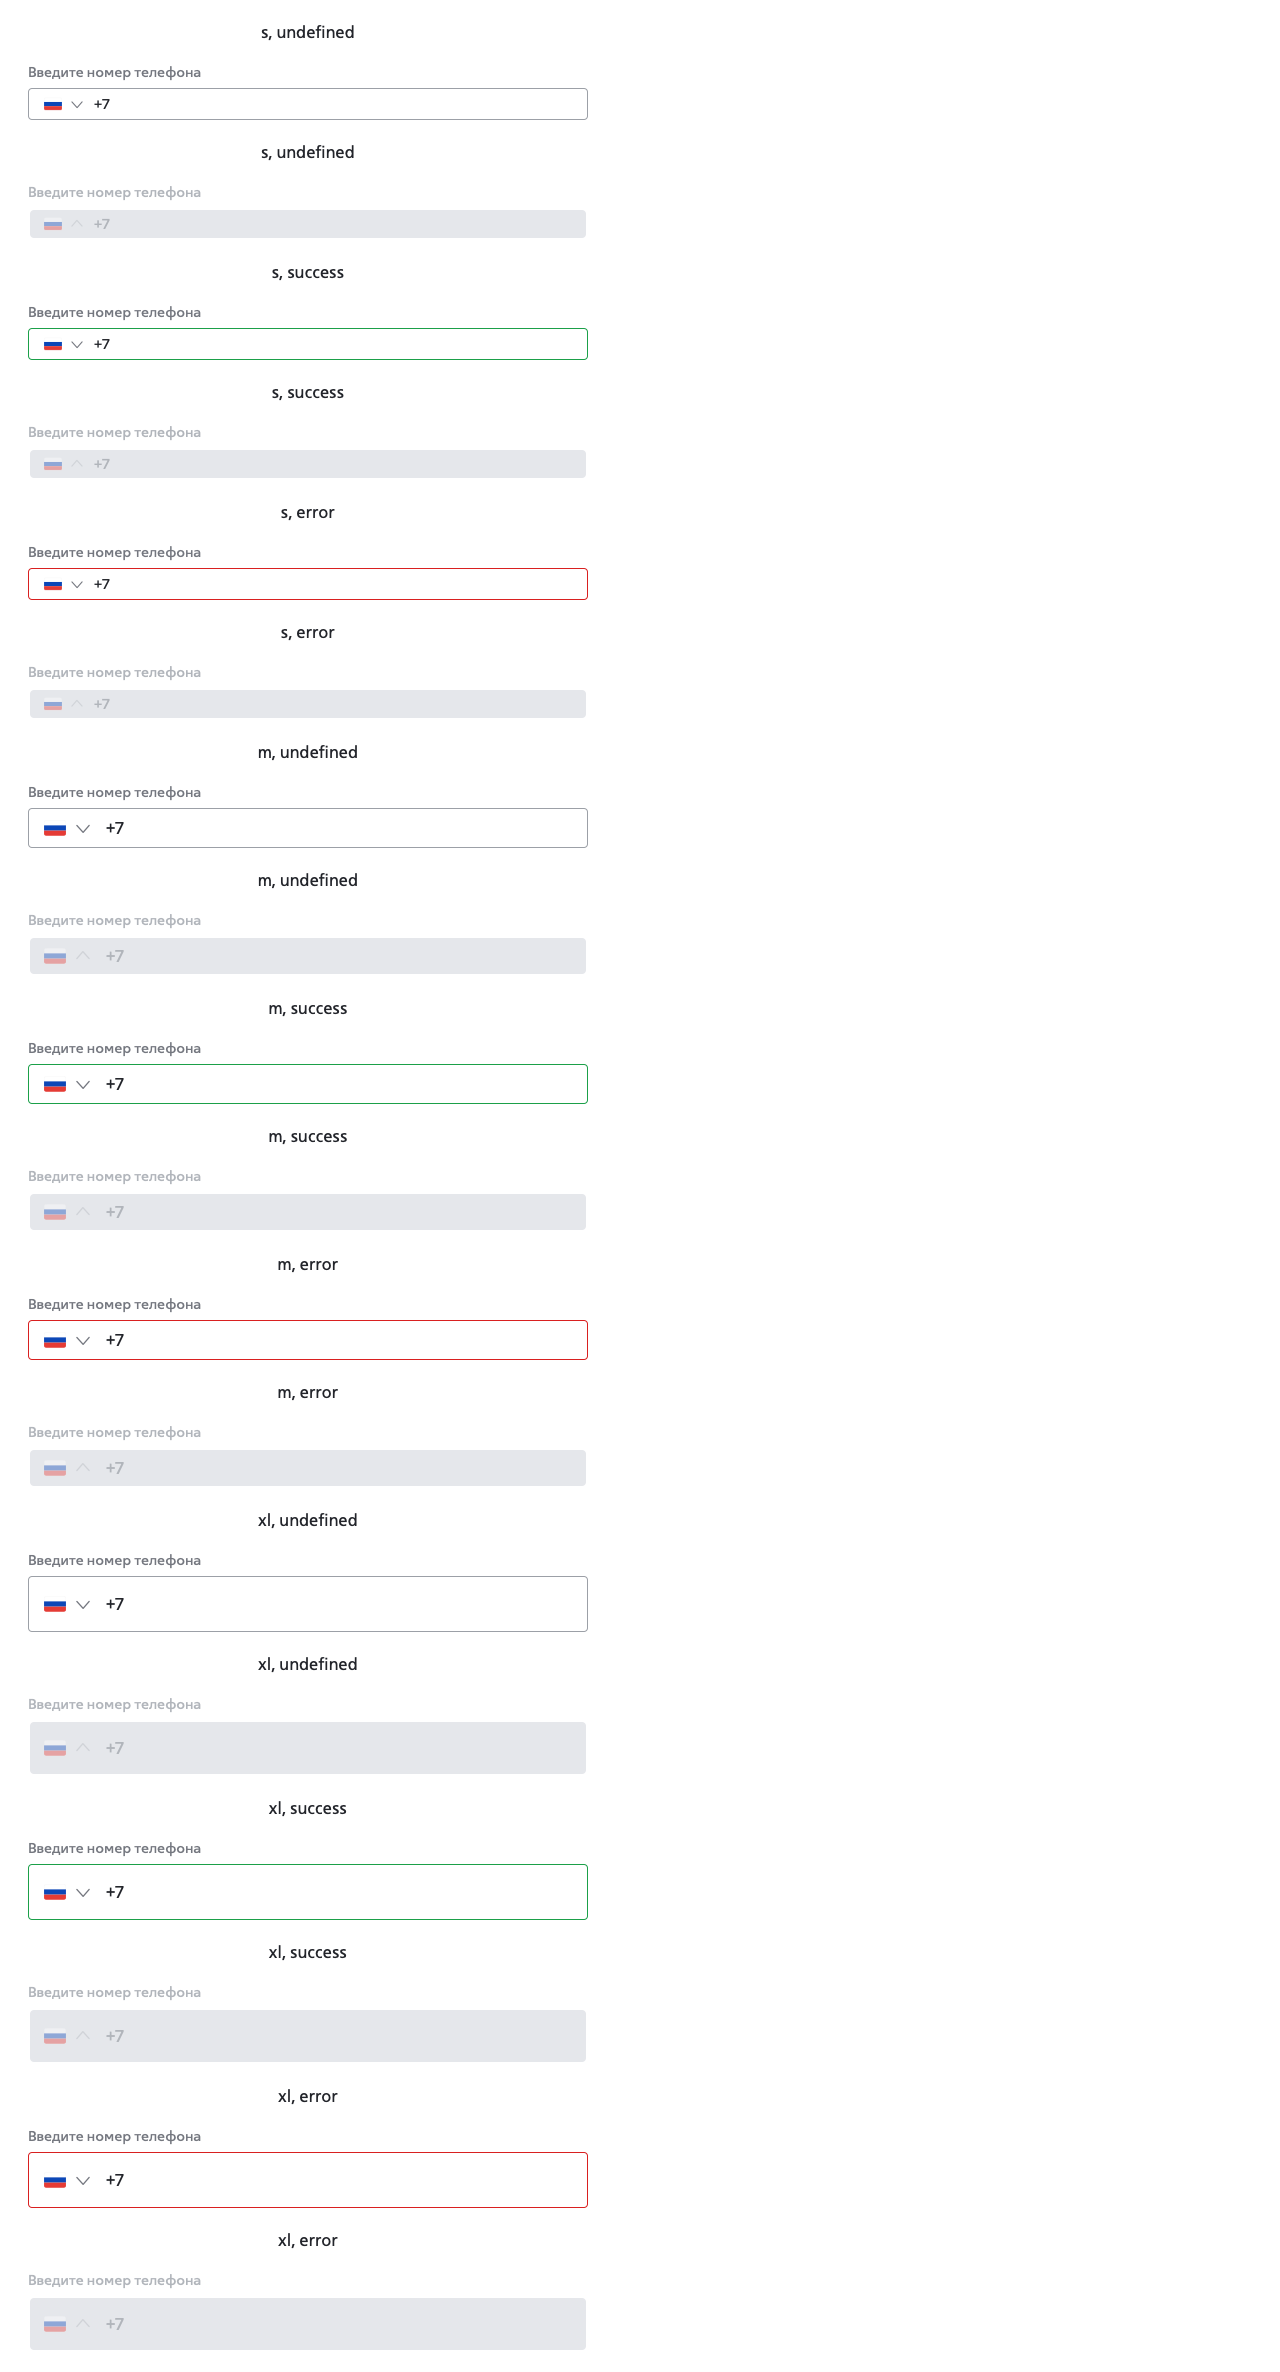 s, undefined
Введите номер телефона
+7
s, undefined
Введите номер телефона
+7
s, success
Введите номер телефона
+7
s, success
Введите номер телефона
+7
s, error
Введите номер телефона
+7
s, error
Введите номер телефона
+7
m, undefined
Введите номер телефона
+7
m, undefined
Введите номер телефона
+7
m, success
Введите номер телефона
+7
m, success
Введите номер телефона
+7
m, error
Введите номер телефона
+7
m, error
Введите номер телефона
+7
xl, undefined
Введите номер телефона
+7
xl, undefined
Введите номер телефона
+7
xl, success
Введите номер телефона
+7
xl, success
Введите номер телефона
+7
xl, error
Введите номер телефона
+7
xl, error
Введите номер телефона
+7